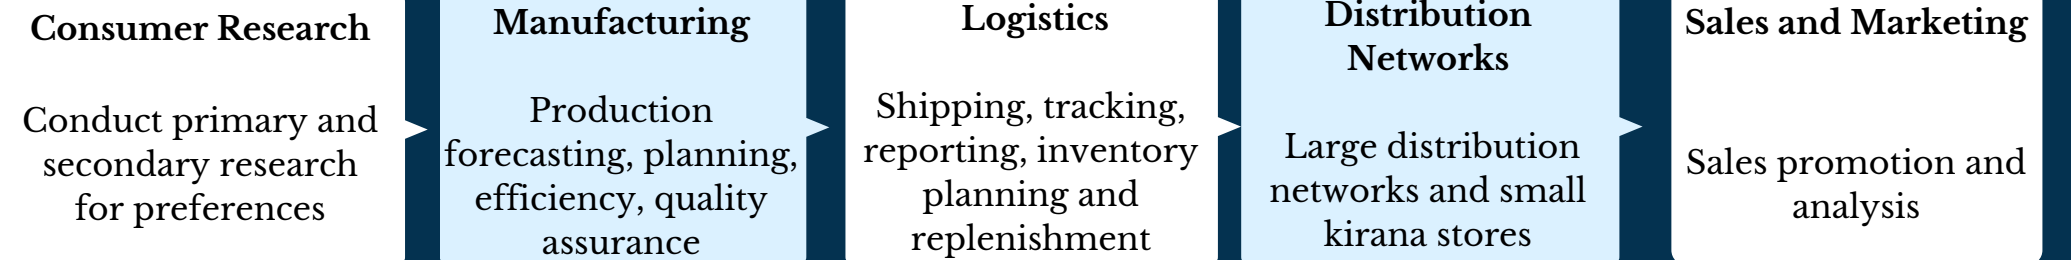 Consumer Research
Conduct primary and
secondary research
for preferences
Manufacturing
Production
forecasting, planning,
efficiency, quality
assurance
Logistics
Shipping, tracking,
reporting, inventory
planning and
replenishment
Distribution
Networks
Large distribution
networks and small
kirana stores
Sales and Marketing
Sales promotion and
analysis